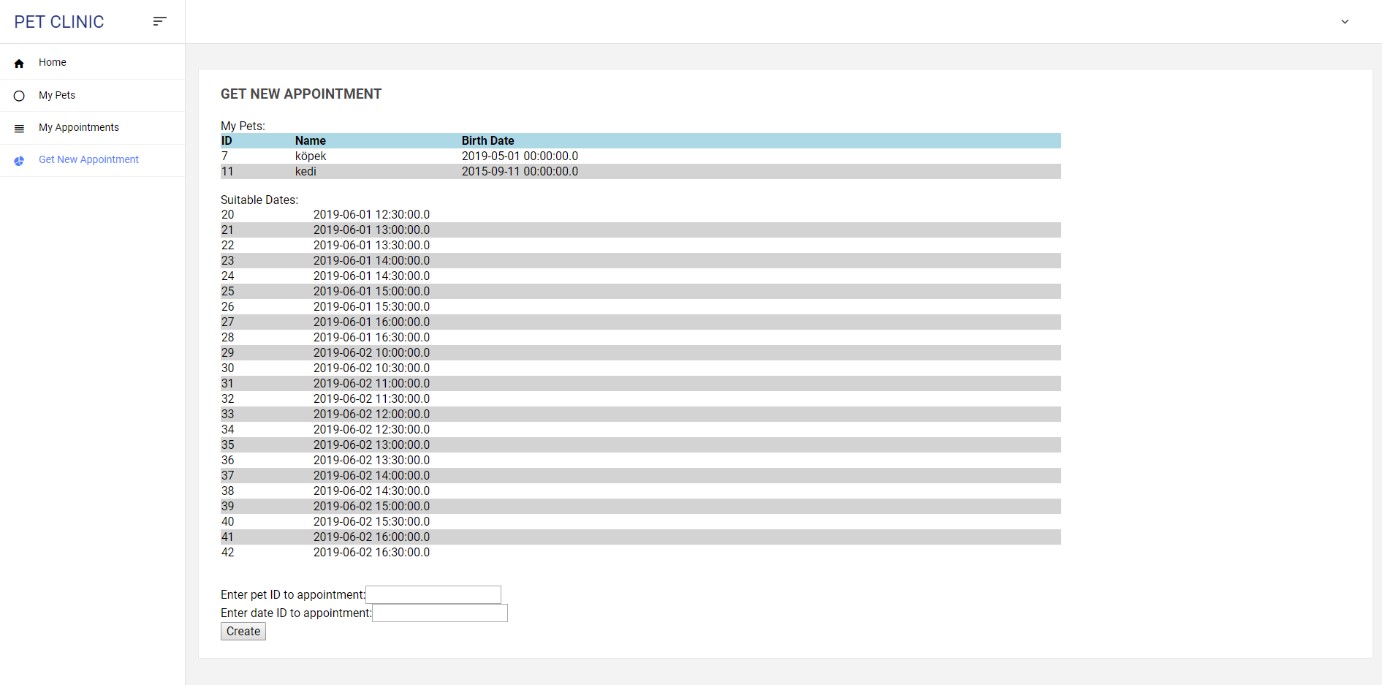 PET CLINIC
Home
My Pets
My Appointments
Get New Appointment
GET NEW APPOINTMENT
My Pets:
ID Name Birth Date
7 köpek 2019-05-01 00:00:00.0
11 kedi 2015-09-11 00:00:00.0
Suitable Dates:
20 2019-06-01 12:30:00.0
21 2019-06-01 13:00:00.0
22 2019-06-01 13:30:00.0
23 2019-06-01 14:00:00.0
24 2019-06-01 14:30:00.0
25 2019-06-01 15:00:00.0
26 2019-06-01 15:30:00.0
27 2019-06-01 16:00:00.0
28 2019-06-01 16:30:00.0
29 2019-06-02 10:00:00.0
30 2019-06-02 10:30:00.0
31 2019-06-02 11:00:00.0
32 2019-06-02 11:30:00.0
33 2019-06-02 12:00:00.0
34 2019-06-02 12:30:00.0
35 2019-06-02 13:00:00.0
36 2019-06-02 13:30:00.0
37 2019-06-02 14:00:00.0
38 2019-06-02 14:30:00.0
39 2019-06-02 15:00:00.0
40 2019-06-02 15:30:00.0
41 2019-06-02 16:00:00.0
42 2019-06-02 16:30:00.0
Enter pet ID to appointment:
Enter date ID to appointment:
Create